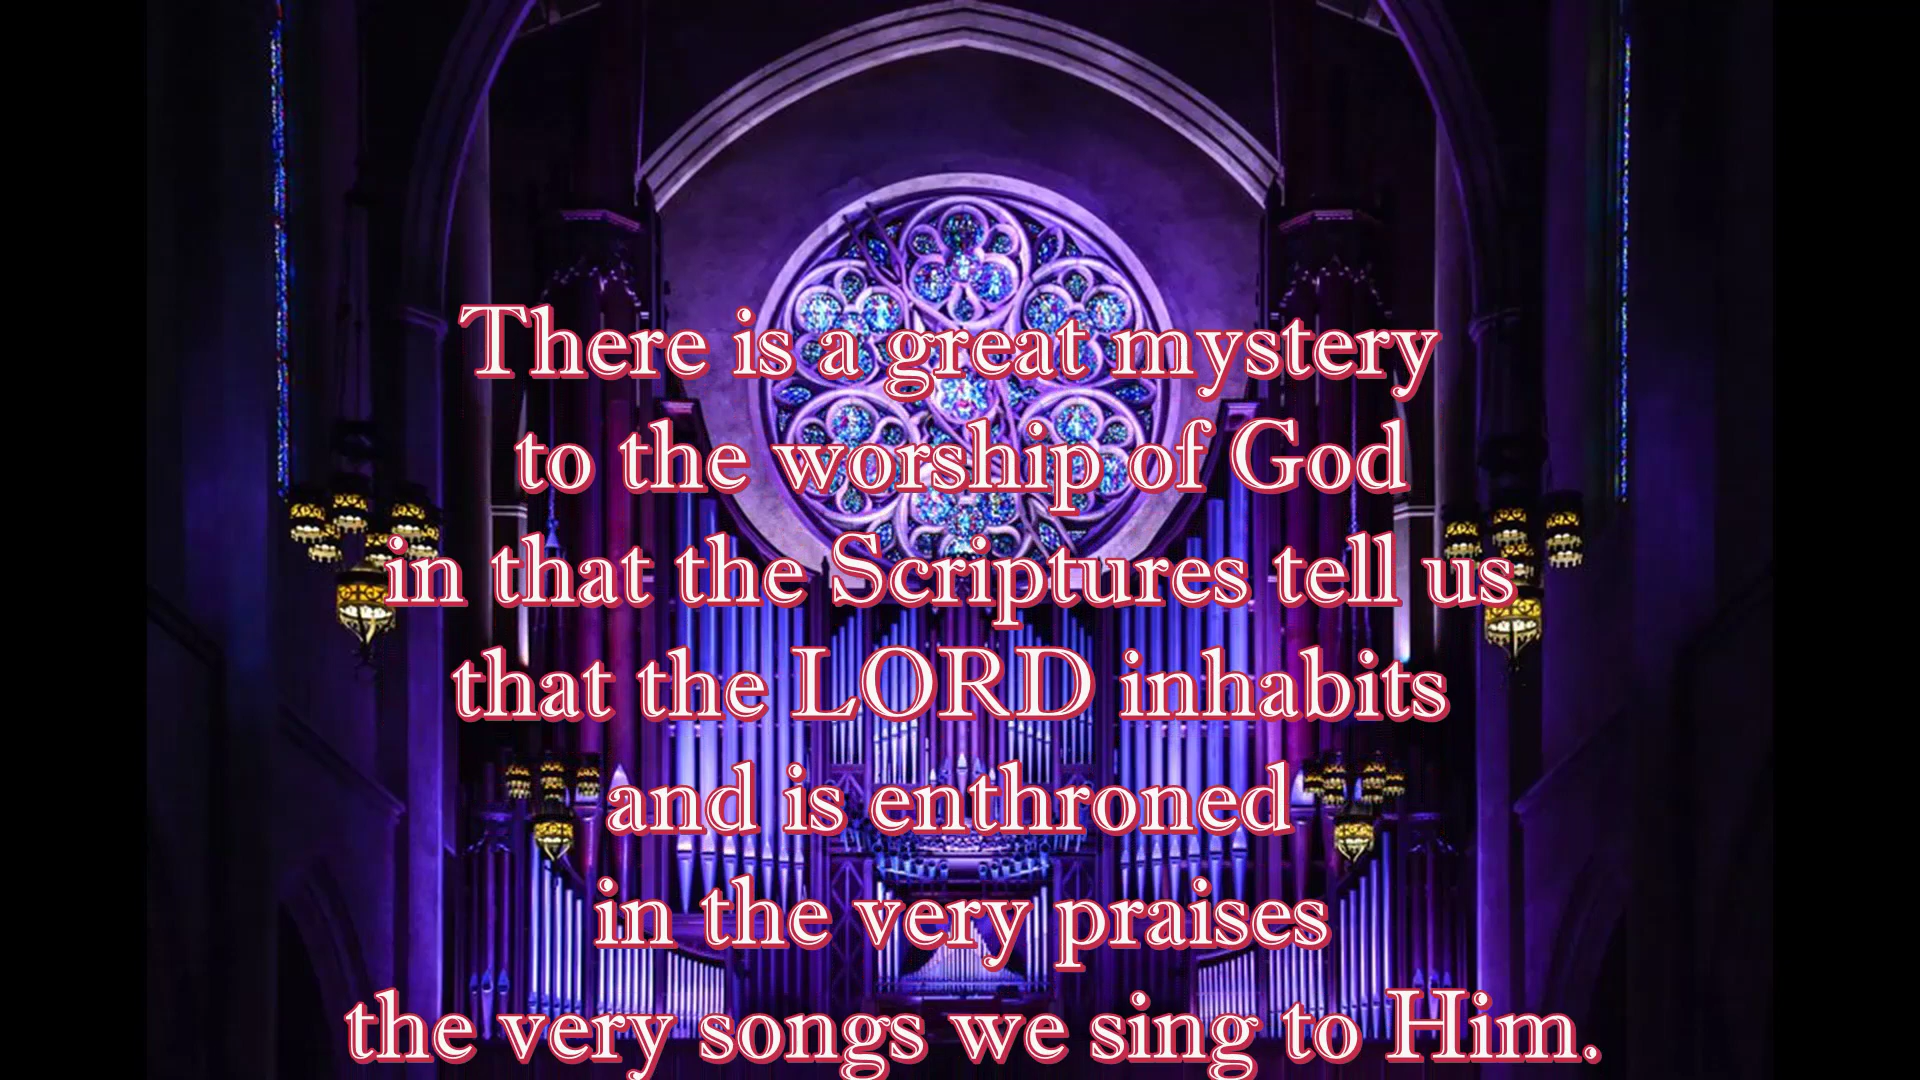 There is a great mystery
to the worship of God
in that the Scriptures tell us
that the LORD inhabits
and is enthroned
in the very praises
the very songs we sing to Him.